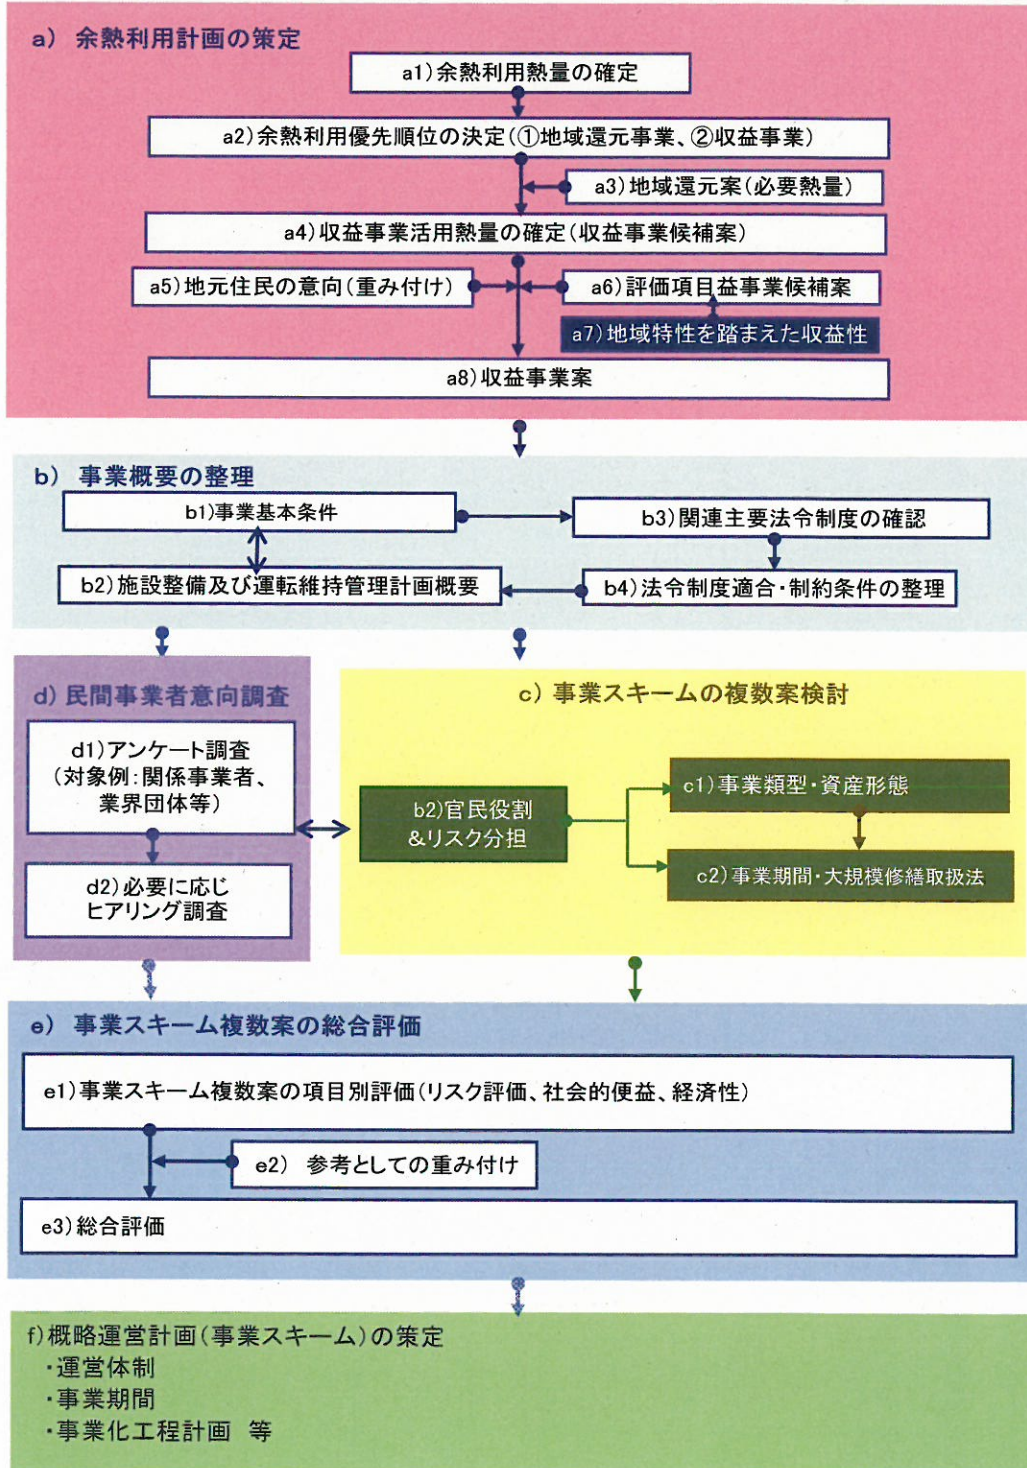 a) 余熱利用計画の策定
a1)余熱利用熱量の確定
a2)余熱利用優先順位の決定(①地域還元事業、②収益事業)
a3)地域還元案(必要熱量)
a4)収益事業活用熱量の確定(収益事業候補案)
a5)地元住民の意向(重み付け)
a6)評価項目益事業候補案
a7)地域特性を踏まえた収益性
a8)収益事業案
b) 事業概要の整理
b1)事業基本条件
b3)関連主要法令制度の確認
b2)施設整備及び運転維持管理計画概要
b4)法令制度適合・制約条件の整理
d)民間事業者意向調査
d1)アンケート調査
(対象例:関係事業者、
業界団体等)
d2)必要に応じ
ヒアリング調査
c) 事業スキームの複数案検討
b2)官民役割
&リスク分担
c1)事業類型・資産形態
c2)事業期間・大規模修繕取扱法
e) 事業スキーム複数案の総合評価
e1)事業スキーム複数案の項目別評価(リスク評価、社会的便益、経済性)
e2) 参考としての重み付け
e3)総合評価
f)概略運営計画(事業スキーム)の策定
・運営体制
・事業期間
・事業化工程計画 等